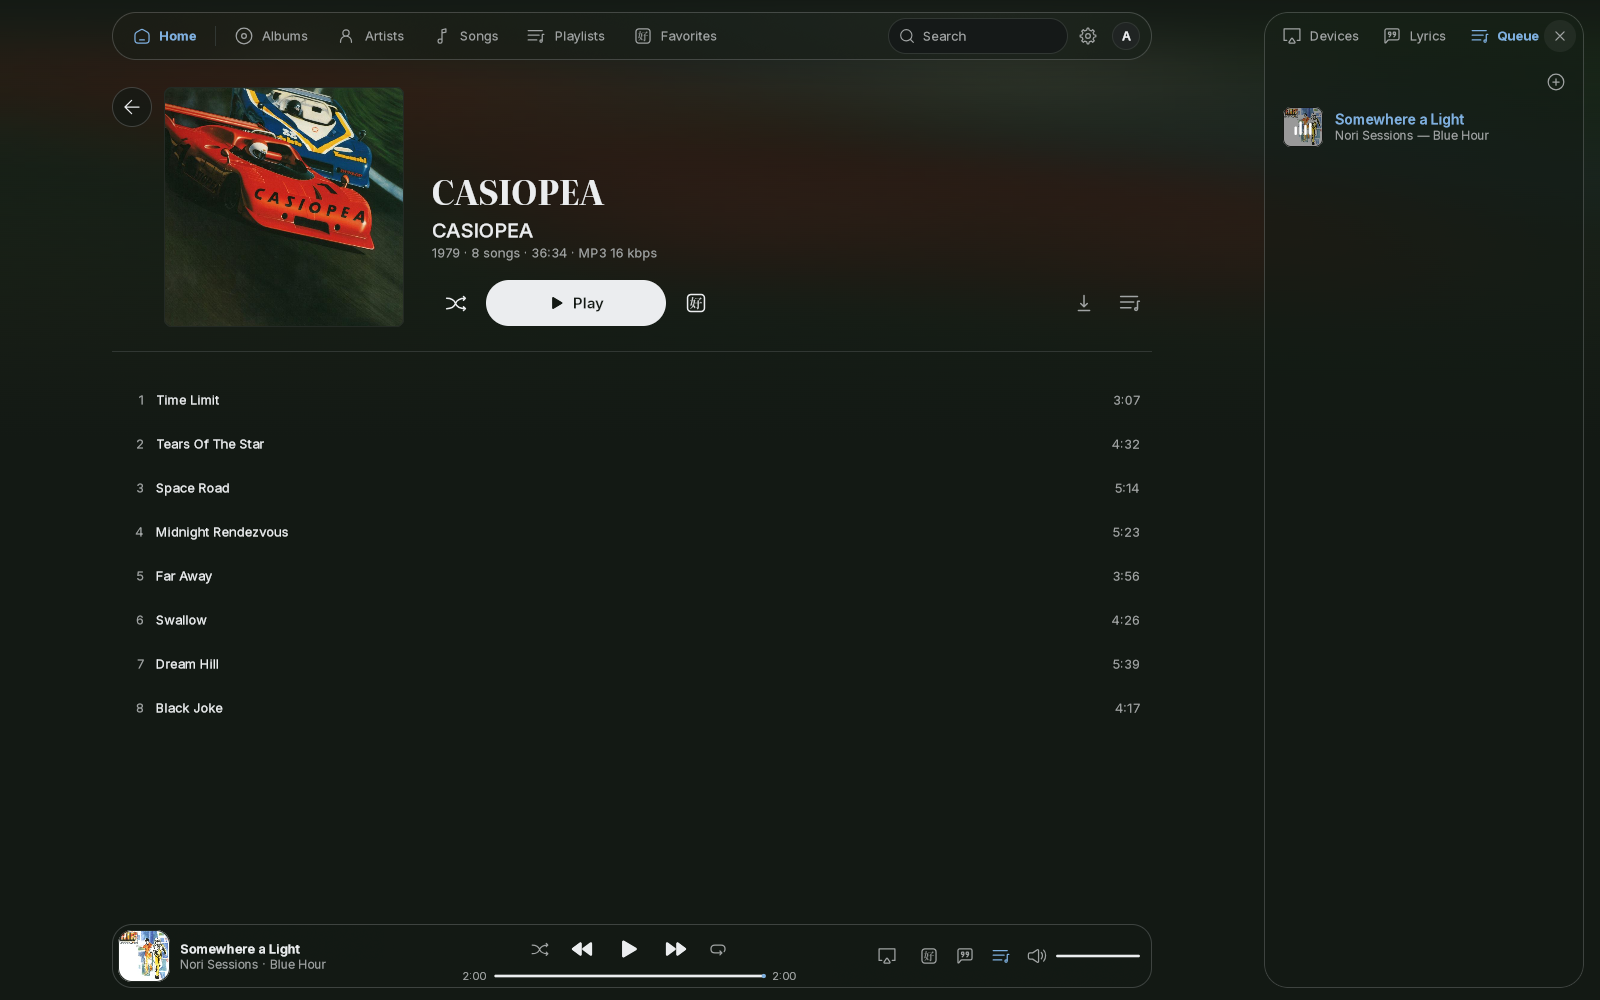 Home
Albums
Artists
Songs
Playlists
好
Favorites
Search
A
Devices
Lyrics
Queue
CASIOPEA
CASIOPEA
CASIOPEA
1979 · 8 songs · 36:34 · MP3 16 kbps
Play
好
Somewhere a Light
Nori Sessions — Blue Hour
1 Time Limit 3:07
2 Tears Of The Star 4:32
3 Space Road 5:14
4 Midnight Rendezvous 5:23
5 Far Away 3:56
6 Swallow 4:26
7 Dream Hill 5:39
8 Black Joke 4:17
Somewhere a Light
Nori Sessions · Blue Hour
2:00
2:00
好